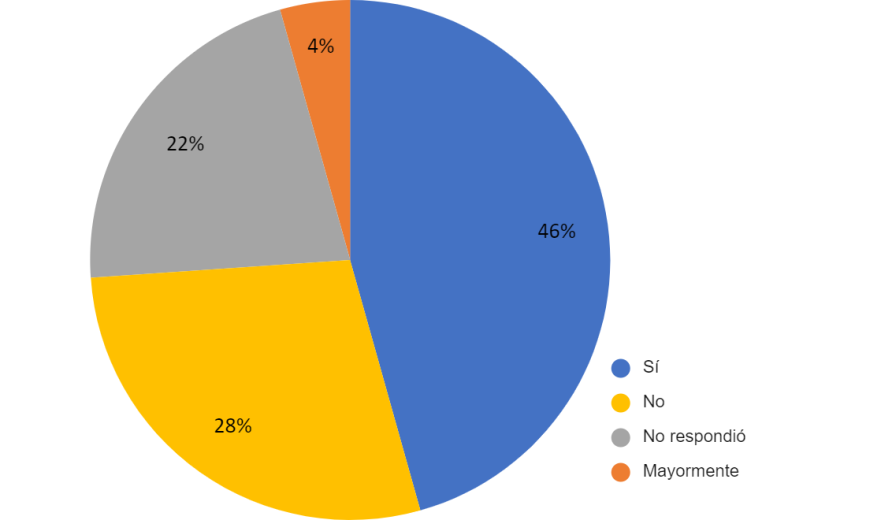 4%
22%
46%
28%
Sí
No
No respondió
Mayormente